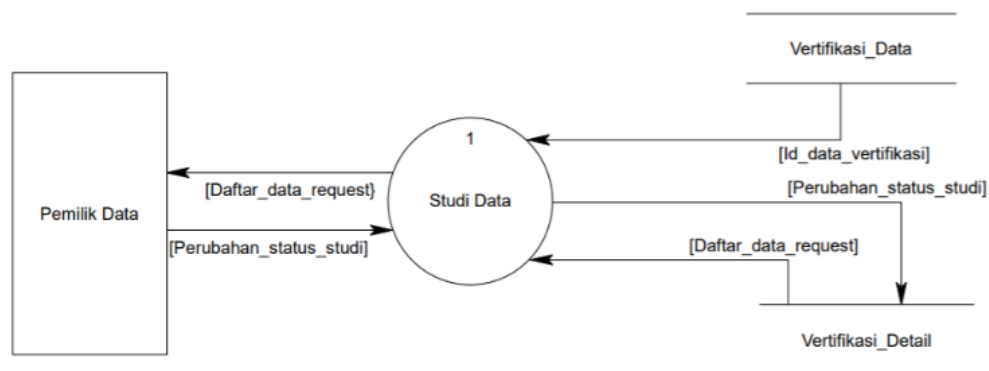 Vertifikasi_Data
1
[Id_data_vertifikasi]
[Daftar_data_request}
[Perubahan_status_studi]
Pemilik Data
Studi Data
[Perubahan_status_studi]
[Daftar_data_request]
Vertifikasi_Detail